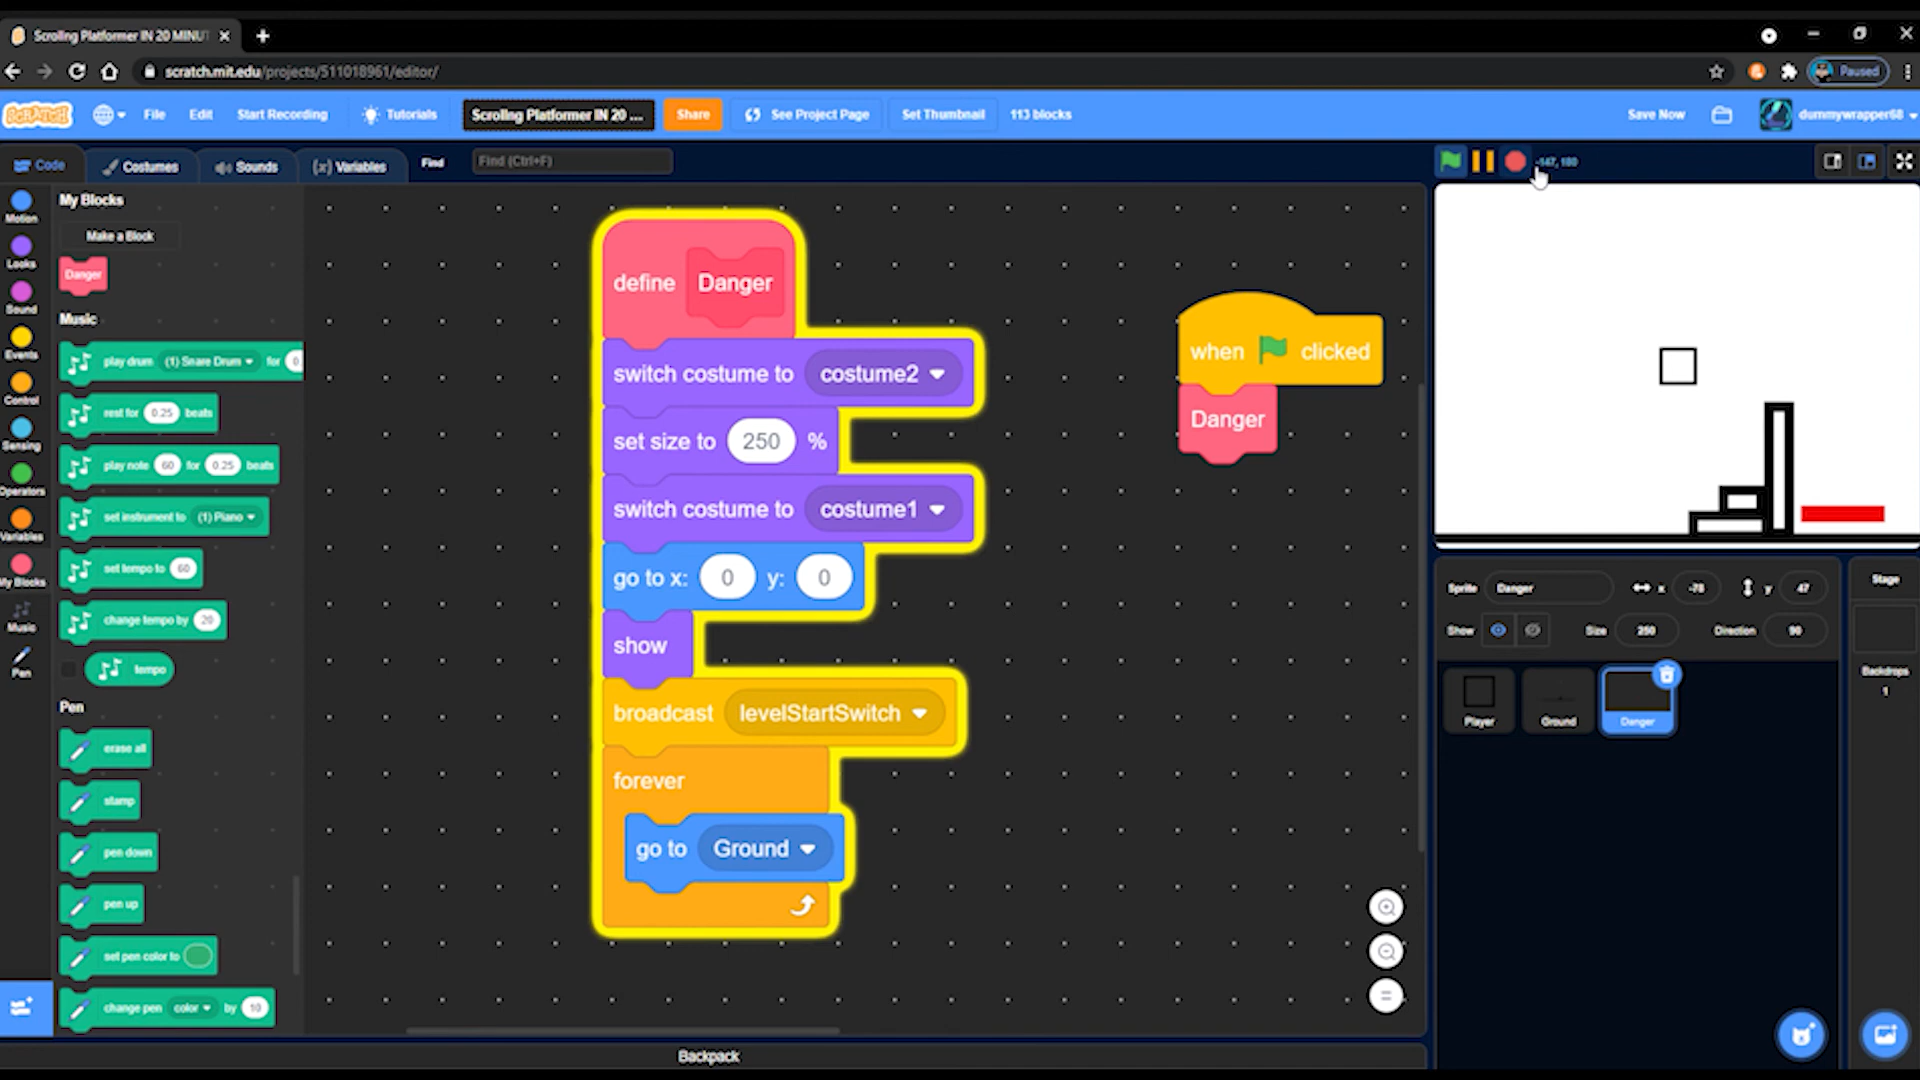 Scrolling Platformer IN 20 MINUT
scratch.mit.edu/projects/511018961/editor/
Paused
SCRATCH
File
Edit
Start Recording
Tutorials
Scrolling Platformer IN 20 ...
Share
See Project Page
Set Thumbnail
113 blocks
Save Now
dummywrapper68
Code
Costumes
Sounds
(x) Variables
Find
Find (Ctrl+F)
-147, 180
Motion
Looks
Sound
Events
Control
Sensing
Operators
Variables
My Blocks
Music
Pen
My Blocks
Make a Block
Danger
Music
play drum (1) Snare Drum for 0
rest for 0.25 beats
play note 60 for 0.25 beats
set instrument to (1) Piano
set tempo to 60
change tempo by 20
tempo
Pen
erase all
stamp
pen down
pen up
set pen color to
change pen color by 10
define Danger
switch costume to costume2
set size to 250 %
switch costume to costume1
go to x: 0 y: 0
show
broadcast levelStartSwitch
forever
go to Ground
when clicked
Danger
Sprite Danger x -78 y 47
Show Size 250 Direction 90
Player
Ground
Danger
Stage
Backdrops
1
Backpack